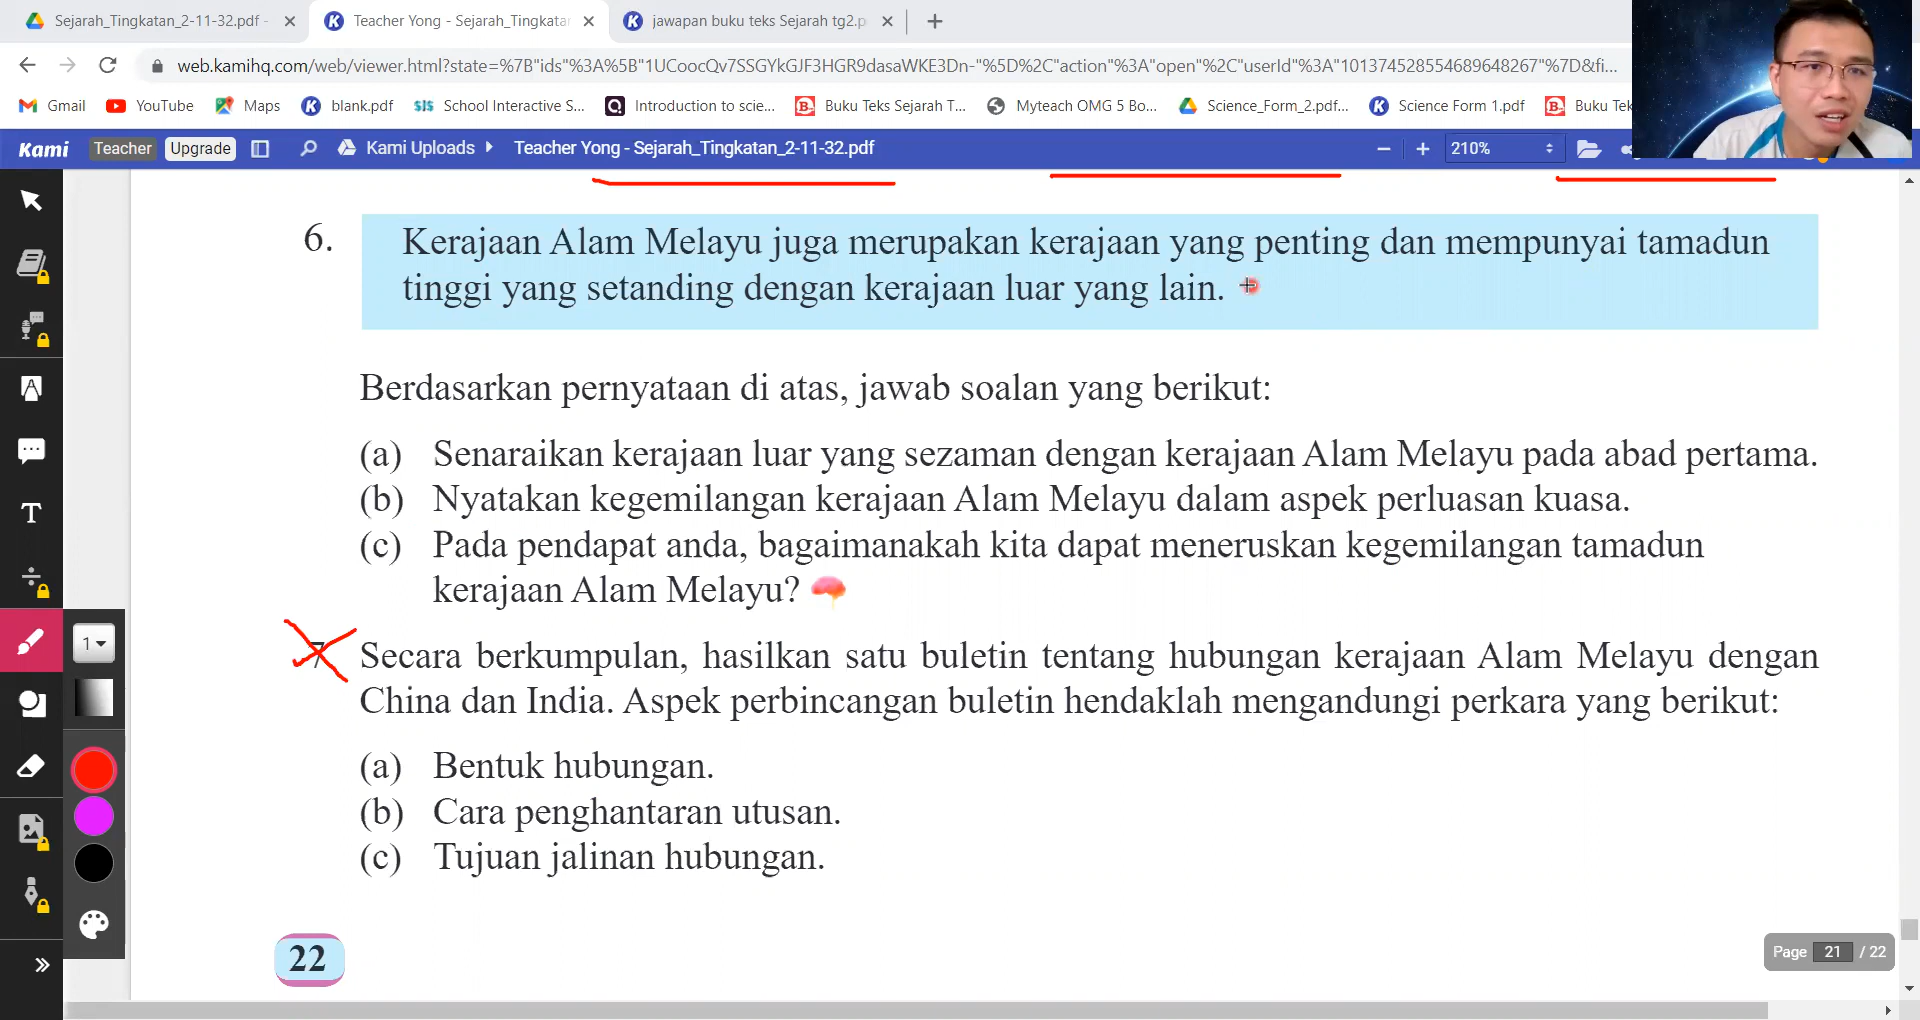 Sejarah_Tingkatan_2-11-32.pdf -
Teacher Yong - Sejarah_Tingkatan
jawapan buku teks Sejarah tg2.p
web.kamihq.com/web/viewer.html?state=%7B"ids"%3A%5B"1UCoocQv7SSGYkGJF3HGR9dasaWKE3Dn-"%5D%2C"action"%3A"open"%2C"userId"%3A"101374528554689648267"%7D&fi...
Gmail
YouTube
Maps
blank.pdf
SIS School Interactive S...
Introduction to scie...
Buku Teks Sejarah T...
Myteach OMG 5 Bo...
Science_Form_2.pdf...
Science Form 1.pdf
Buku Tek
Kami Teacher Upgrade Kami Uploads Teacher Yong - Sejarah_Tingkatan_2-11-32.pdf 210%
6. Kerajaan Alam Melayu juga merupakan kerajaan yang penting dan mempunyai tamadun
tinggi yang setanding dengan kerajaan luar yang lain.
Berdasarkan pernyataan di atas, jawab soalan yang berikut:
(a) Senaraikan kerajaan luar yang sezaman dengan kerajaan Alam Melayu pada abad pertama.
(b) Nyatakan kegemilangan kerajaan Alam Melayu dalam aspek perluasan kuasa.
(c) Pada pendapat anda, bagaimanakah kita dapat meneruskan kegemilangan tamadun
kerajaan Alam Melayu?
7 Secara berkumpulan, hasilkan satu buletin tentang hubungan kerajaan Alam Melayu dengan
China dan India. Aspek perbincangan buletin hendaklah mengandungi perkara yang berikut:
(a) Bentuk hubungan.
(b) Cara penghantaran utusan.
(c) Tujuan jalinan hubungan.
1
22
Page 21 / 22